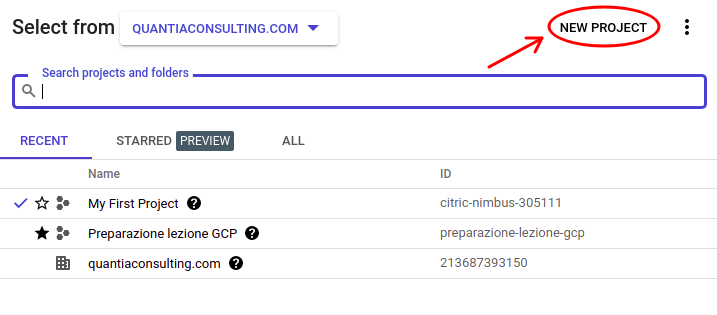 Select from QUANTIACONSULTING.COM NEW PROJECT
Search projects and folders
RECENT STARRED PREVIEW ALL
Name ID
My First Project ? citric-nimbus-305111
Preparazione lezione GCP ? preparazione-lezione-gcp
quantiaconsulting.com ? 213687393150